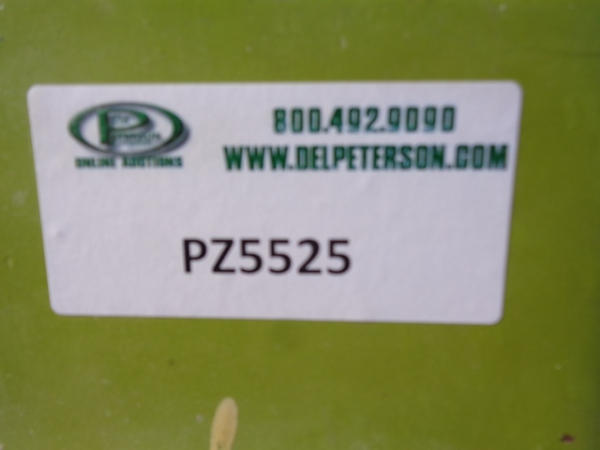 800.492.9090
WWW.DELPETERSON.COM
ONLINE AUCTIONS
PZ5525